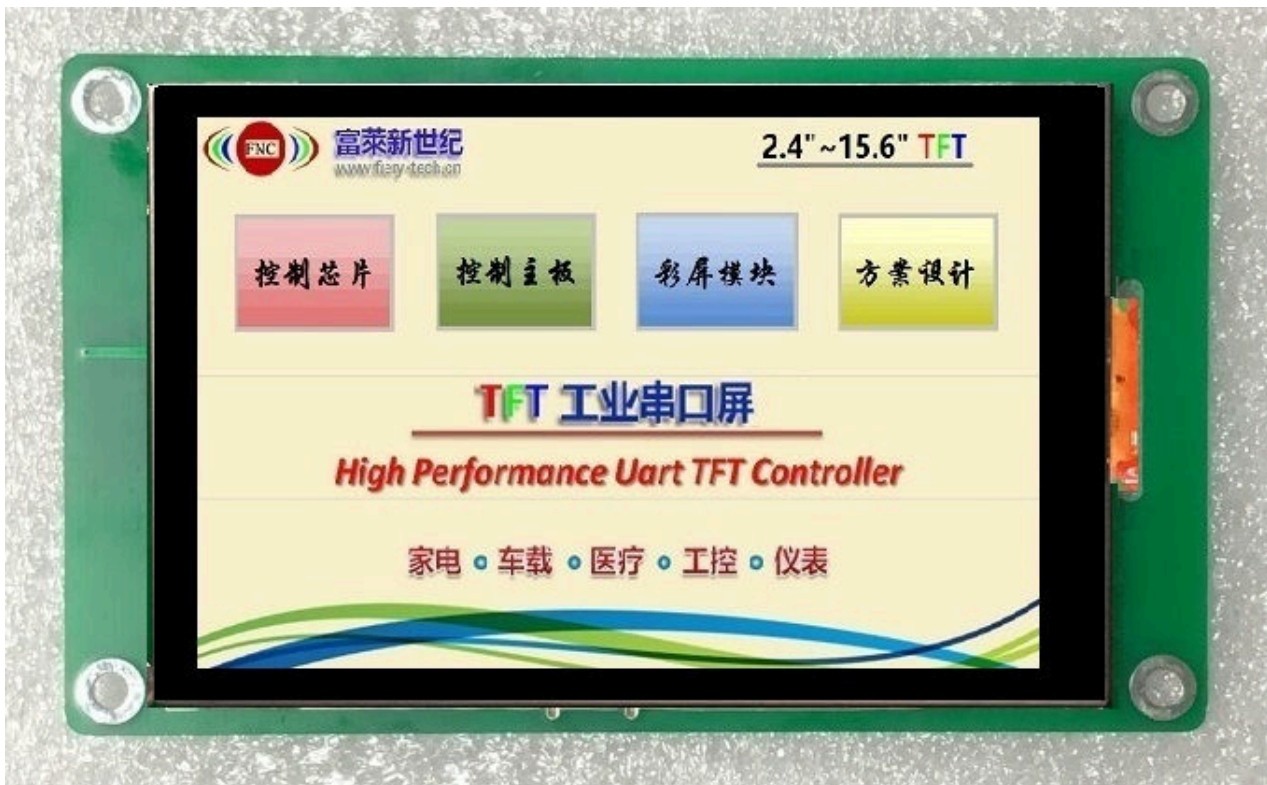 FNC 富莱新世纪 2.4"~15.6" TFT
www.fiery-tech.cn
控制芯片 控制主板 彩屏模块 方案设计
TFT 工业串口屏
High Performance Uart TFT Controller
家电 • 车载 • 医疗 • 工控 • 仪表